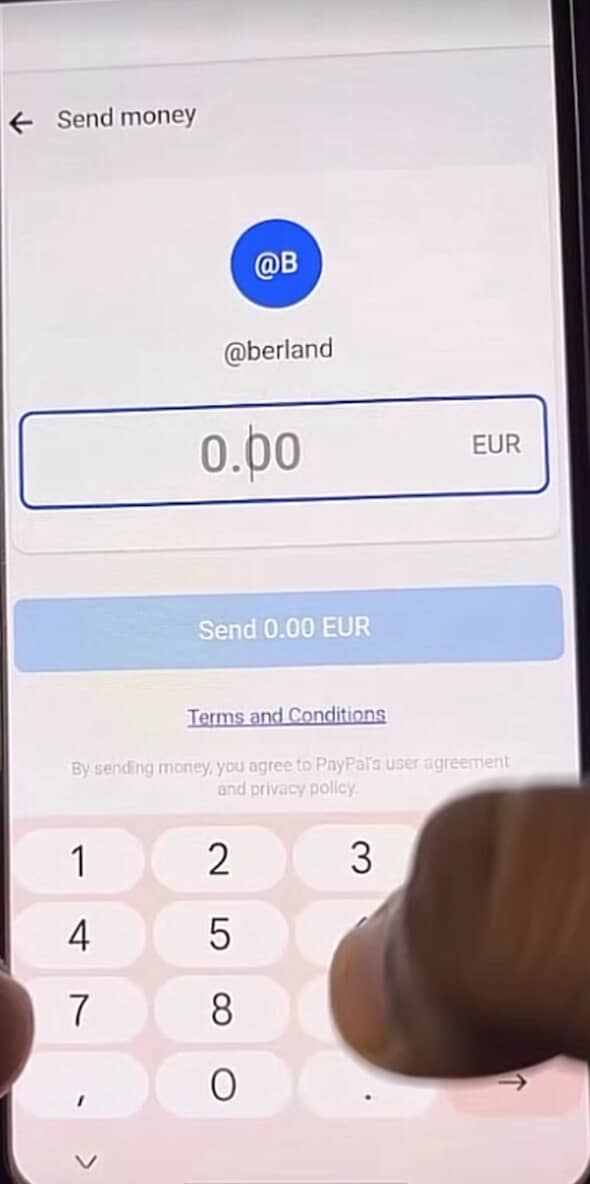 ← Send money
@B
@berland
0.00 EUR
Send 0.00 EUR
Terms and Conditions
By sending money, you agree to PayPal's user agreement
and privacy policy.
1 2 3
4 5
7 8
, 0 . →